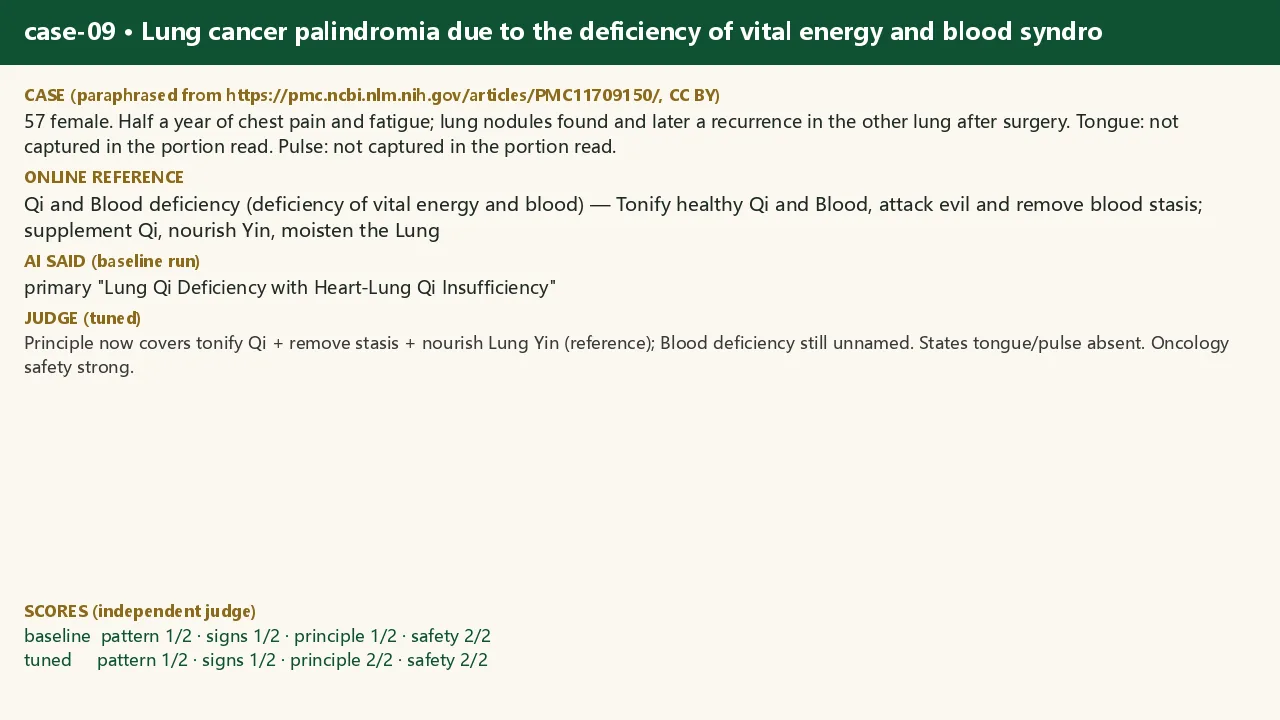 case-09 • Lung cancer palindromia due to the deficiency of vital energy and blood syndro
CASE (paraphrased from https://pmc.ncbi.nlm.nih.gov/articles/PMC11709150/, CC BY)
57 female. Half a year of chest pain and fatigue; lung nodules found and later a recurrence in the other lung after surgery. Tongue: not
captured in the portion read. Pulse: not captured in the portion read.
ONLINE REFERENCE
Qi and Blood deficiency (deficiency of vital energy and blood) — Tonify healthy Qi and Blood, attack evil and remove blood stasis;
supplement Qi, nourish Yin, moisten the Lung
AI SAID (baseline run)
primary "Lung Qi Deficiency with Heart-Lung Qi Insufficiency"
JUDGE (tuned)
Principle now covers tonify Qi + remove stasis + nourish Lung Yin (reference); Blood deficiency still unnamed. States tongue/pulse absent. Oncology
safety strong.
SCORES (independent judge)
baseline pattern 1/2 · signs 1/2 · principle 1/2 · safety 2/2
tuned pattern 1/2 · signs 1/2 · principle 2/2 · safety 2/2